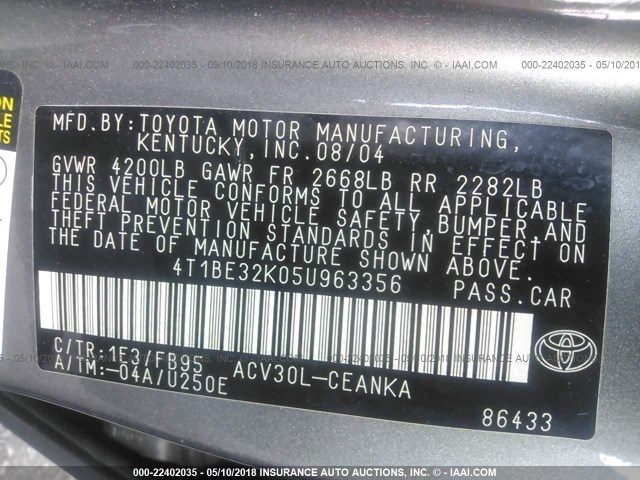 000-22402035 - 05/10/2018 INSURANCE AUTO AUCTIONS, INC. © - IAAI.COM
ON
MFD.BY:TOYOTA MOTOR MANUFACTURING,
KENTUCKY,INC.08/04
GVWR 4200LB GAWR FR 2668LB RR 2282LB
THIS VEHICLE CONFORMS TO ALL APPLICABLE
FEDERAL MOTOR VEHICLE SAFETY,BUMPER,AND
THEFT PREVENTION STANDARDS IN EFFECT ON
THE DATE OF MANUFACTURE SHOWN ABOVE.
4T1BE32K05U963356 PASS.CAR
C/TR:1E37FB95 ACV30L-CEANKA
A/TM:-04A/U250E
TOYOTA
86433
000-22402035 - 05/10/2018 INSURANCE AUTO AUCTIONS, INC. © - IAAI.COM